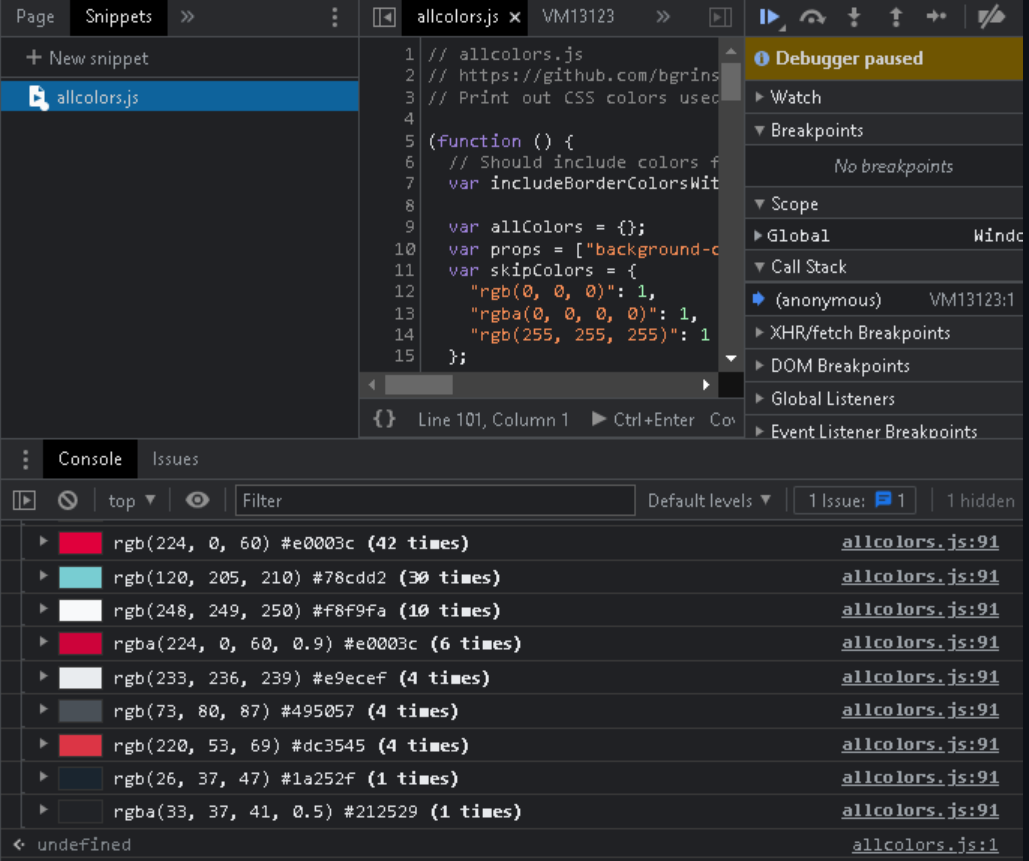 Page Snippets »
+ New snippet
allcolors.js
allcolors.js × VM13123 »
1 // allcolors.js
2 // https://github.com/bgrins
3 // Print out CSS colors used
4
5 (function () {
6 // Should include colors f
7 var includeBorderColorsWit
8
9 var allColors = {};
10 var props = ["background-c
11 var skipColors = {
12 "rgb(0, 0, 0)": 1,
13 "rgba(0, 0, 0, 0)": 1,
14 "rgb(255, 255, 255)": 1
15 };
{} Line 101, Column 1 Ctrl+Enter Cov
Debugger paused
Watch
Breakpoints
No breakpoints
Scope
Global Windo
Call Stack
(anonymous) VM13123:1
XHR/fetch Breakpoints
DOM Breakpoints
Global Listeners
Event Listener Breakpoints
Console Issues
top Filter Default levels 1 Issue: 1 1 hidden
rgb(224, 0, 60) #e0003c (42 times) allcolors.js:91
rgb(120, 205, 210) #78cdd2 (30 times) allcolors.js:91
rgb(248, 249, 250) #f8f9fa (10 times) allcolors.js:91
rgba(224, 0, 60, 0.9) #e0003c (6 times) allcolors.js:91
rgb(233, 236, 239) #e9ecef (4 times) allcolors.js:91
rgb(73, 80, 87) #495057 (4 times) allcolors.js:91
rgb(220, 53, 69) #dc3545 (4 times) allcolors.js:91
rgb(26, 37, 47) #1a252f (1 times) allcolors.js:91
rgba(33, 37, 41, 0.5) #212529 (1 times) allcolors.js:91
undefined allcolors.js:1